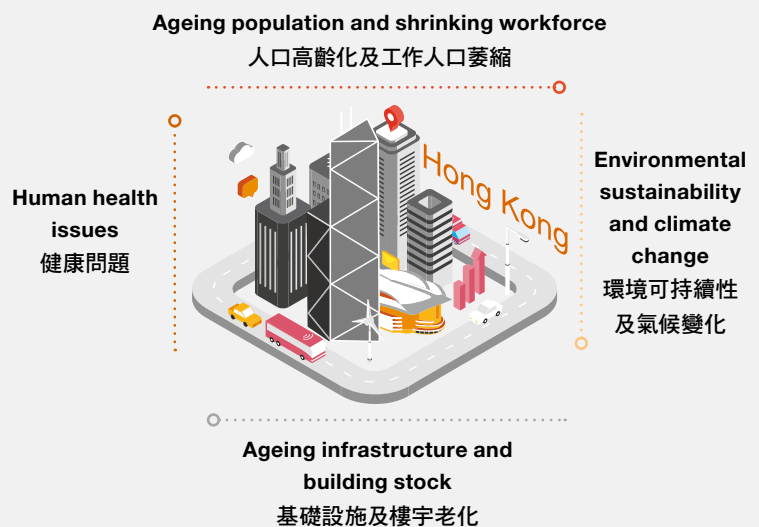 Ageing population and shrinking workforce
人口高齡化及工作人口萎縮
Human health
issues
健康問題
Hong Kong
Environmental
sustainability
and climate
change
環境可持續性
及氣候變化
Ageing infrastructure and
building stock
基礎設施及樓宇老化